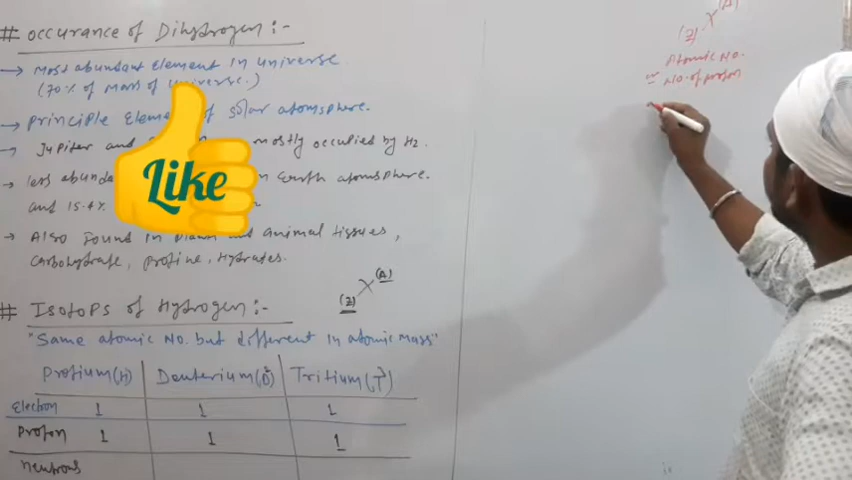 # Occurance of Dihydrogen :-
→ Most abundant element in universe.
(70% of Mass of universe.)
→ Principle Element of solar atomsphere.
→ Jupiter and mostly occupied by H2.
→ less abunda Earth atomsphere.
and 15.4%
→ Also Found in plant and animal tissues,
Carbohydrate, protine, Hydrates.
Like
# Isotops of Hydrogen :-
(Z) X (A)
"Same atomic No. but different in atomic Mass"
Protium (H) Deuterium (D) Tritium (T)
Electron 1 1 1
Proton 1 1 1
Neutrons
(Z) X (A)
Atomic No.
= No. of proton